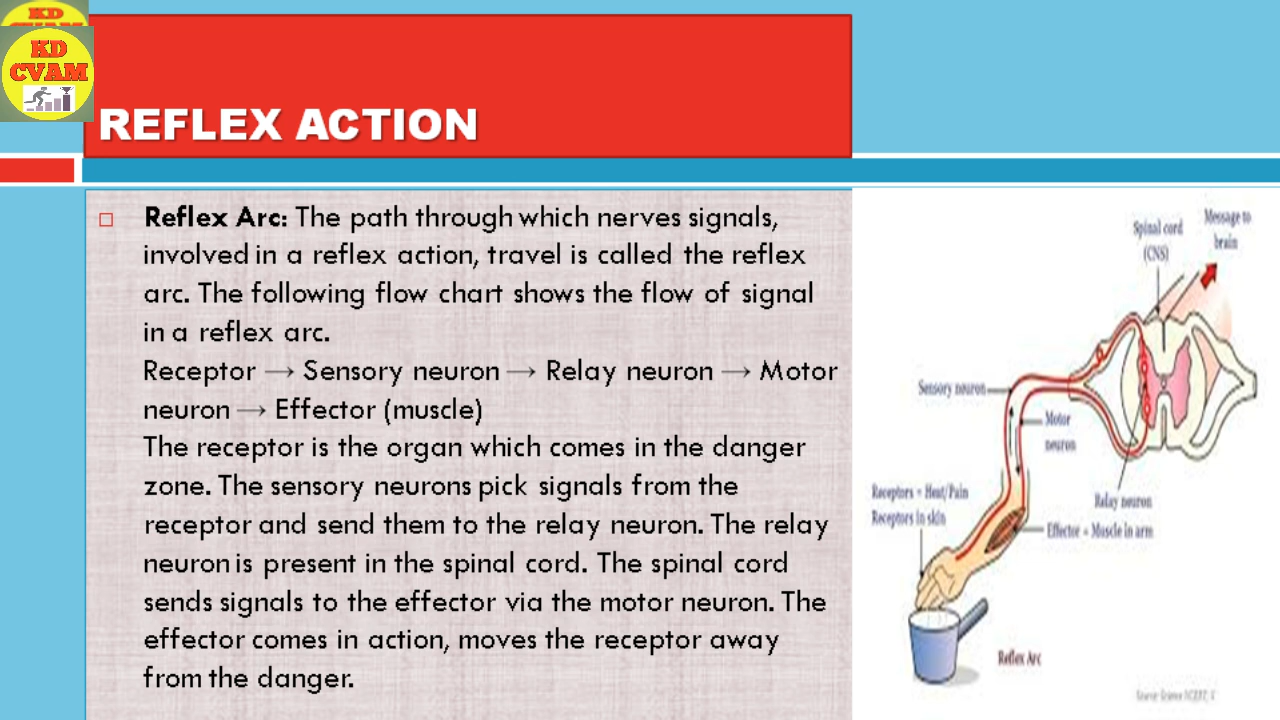 KD
CVAM
KD
CVAM
REFLEX ACTION
Reflex Arc: The path through which nerves signals,
involved in a reflex action, travel is called the reflex
arc. The following flow chart shows the flow of signal
in a reflex arc.
Receptor → Sensory neuron → Relay neuron → Motor
neuron → Effector (muscle)
The receptor is the organ which comes in the danger
zone. The sensory neurons pick signals from the
receptor and send them to the relay neuron. The relay
neuron is present in the spinal cord. The spinal cord
sends signals to the effector via the motor neuron. The
effector comes in action, moves the receptor away
from the danger.
Spinal cord
(CNS)
Message to
brain
Sensory neuron
Motor
neuron
Receptors = Heat/Pain
Receptors in skin
Relay neuron
Effector = Muscle in arm
Reflex Arc
Source: Science NCERT, X